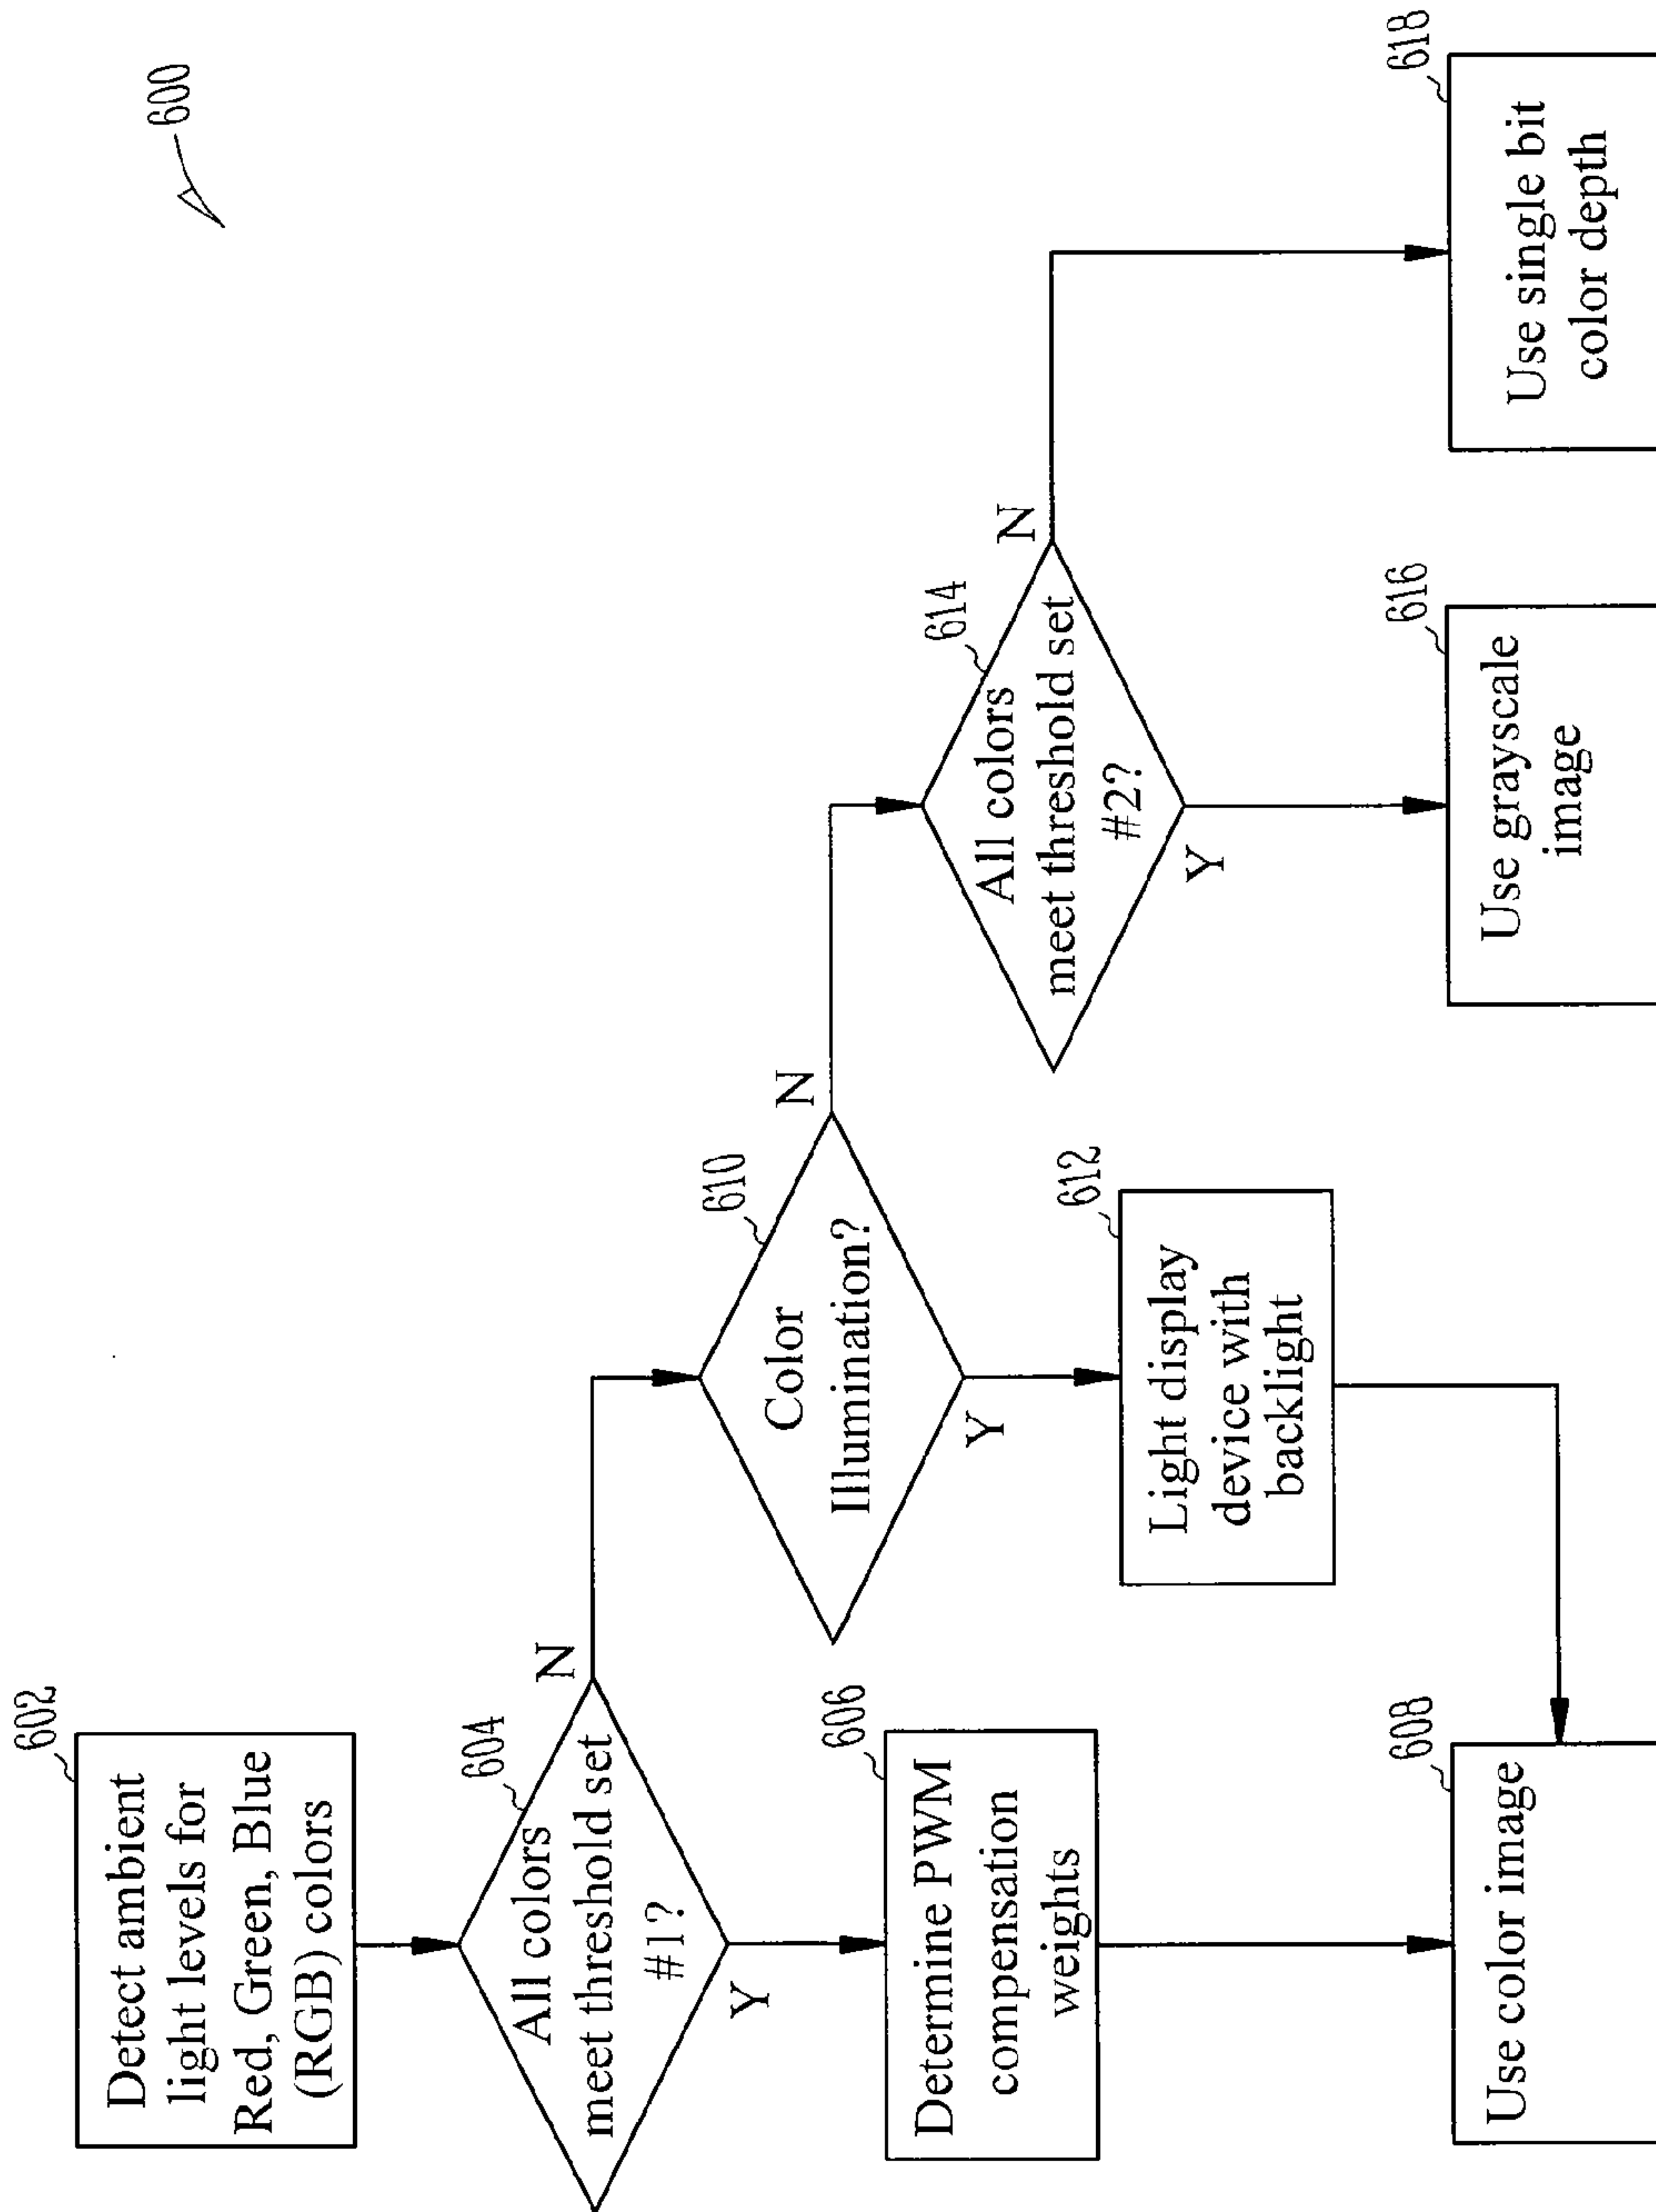 600
602
Detect ambient
light levels for
Red, Green, Blue
(RGB) colors
604
All colors
meet threshold set
#1?
N
Y
606
Determine PWM
compensation
weights
608
Use color image
610
Color
Illumination?
N
Y
612
Light display
device with
backlight
614
All colors
meet threshold set
#2?
N
Y
616
Use grayscale
image
618
Use single bit
color depth